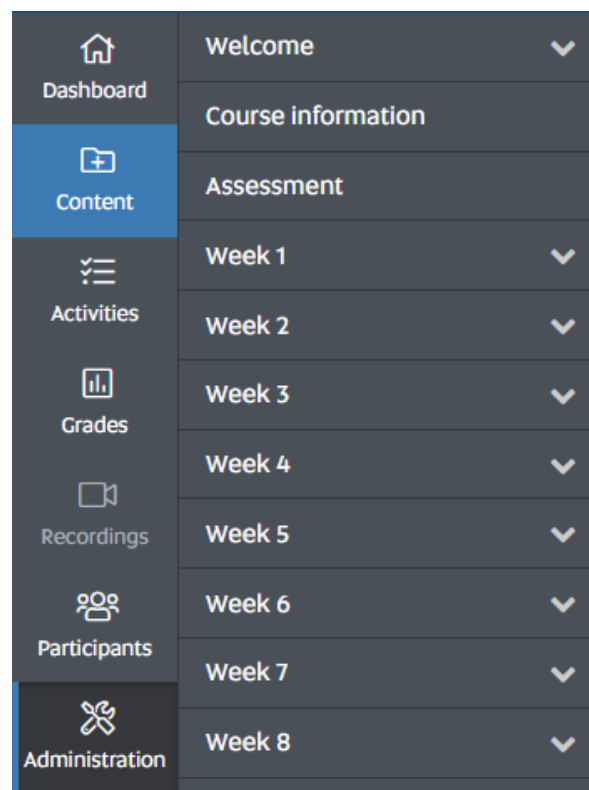 Dashboard
Content
Activities
Grades
Recordings
Participants
Administration
Welcome
Course information
Assessment
Week 1
Week 2
Week 3
Week 4
Week 5
Week 6
Week 7
Week 8